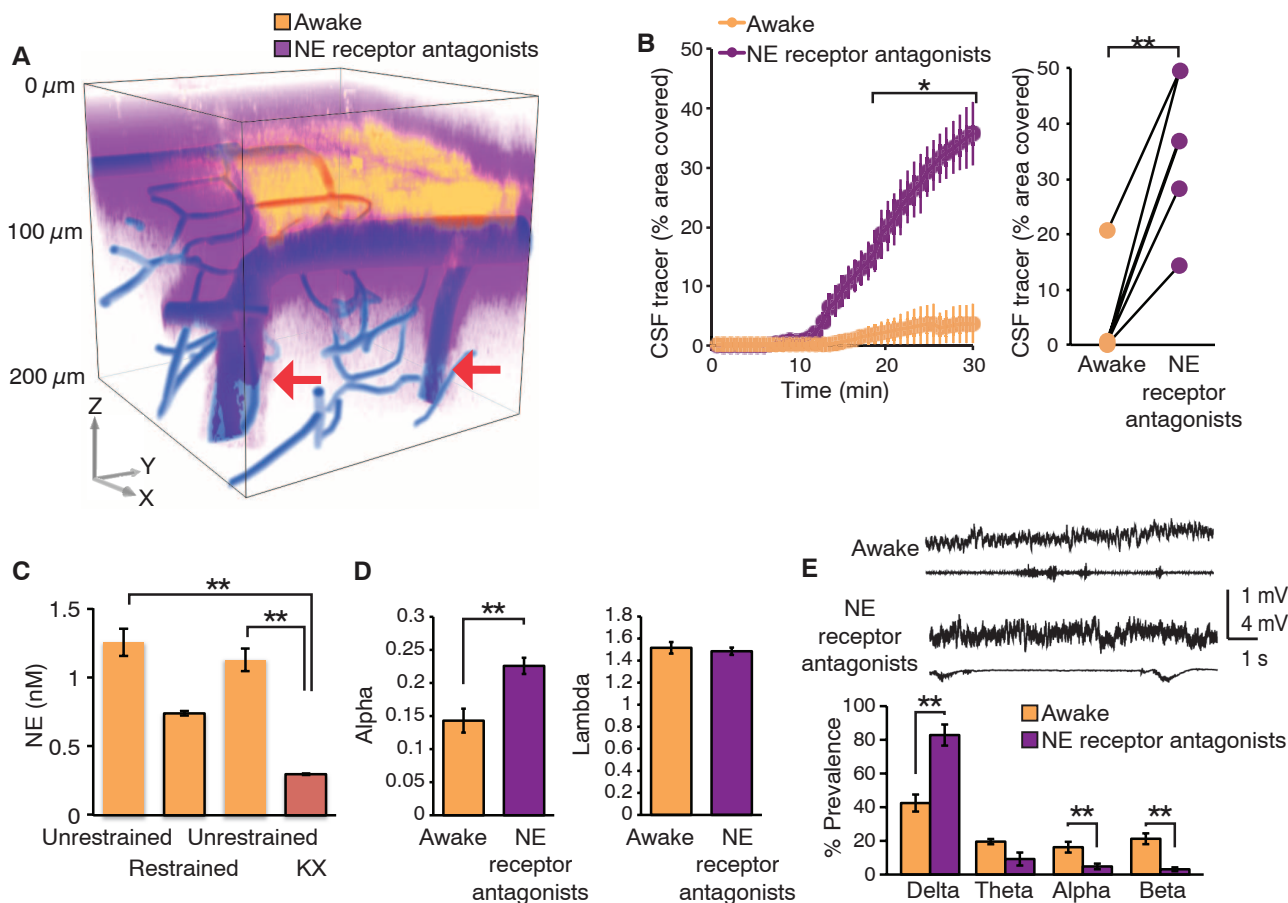 A
Awake
NE receptor antagonists
0 µm
100 µm
200 µm
Z
Y
X
B
Awake
NE receptor antagonists
CSF tracer (% area covered)
50
40
30
20
10
0
0
10
20
30
Time (min)
*
CSF tracer (% area covered)
50
40
30
20
10
0
**
Awake
NE
receptor
antagonists
C
NE (nM)
1.5
1
0.5
0
**
**
Unrestrained
Unrestrained
Restrained
KX
D
Alpha
0.3
0.25
0.2
0.15
0.1
0.05
0
**
Awake
NE
receptor
antagonists
Lambda
1.8
1.6
1.4
1.2
1.0
0.8
0.6
0.4
0.2
0
Awake
NE
receptor
antagonists
E
Awake
NE
receptor
antagonists
1 mV
4 mV
1 s
Awake
NE receptor antagonists
% Prevalence
100
80
60
40
20
0
**
**
**
Delta
Theta
Alpha
Beta